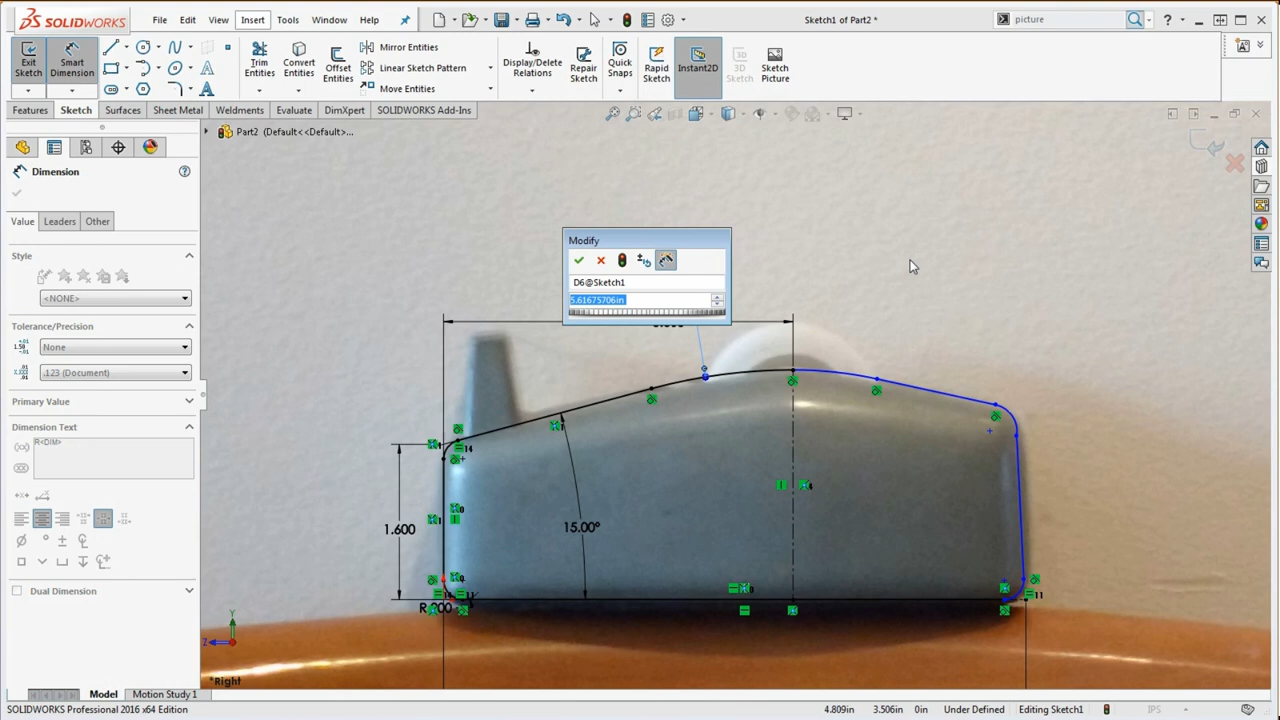 SOLIDWORKS File Edit View Insert Tools Window Help Sketch1 of Part2 * picture
Exit Sketch Smart Dimension Trim Entities Convert Entities Offset Entities Mirror Entities Linear Sketch Pattern Move Entities Display/Delete Relations Repair Sketch Quick Snaps Rapid Sketch Instant2D 3D Sketch Sketch Picture
Features Sketch Surfaces Sheet Metal Weldments Evaluate DimXpert SOLIDWORKS Add-Ins
Part2 (Default<<Default>...
Dimension
Value Leaders Other
Style
<NONE>
Tolerance/Precision
None
.123 (Document)
Primary Value
Dimension Text
R<DIM>
Dual Dimension
Modify
D6@Sketch1
5.61675706in
14
1.600
15.00°
11
Y
Z
*Right
Model Motion Study 1
SOLIDWORKS Professional 2016 x64 Edition 4.809in 3.506in 0in Under Defined Editing Sketch1 IPS